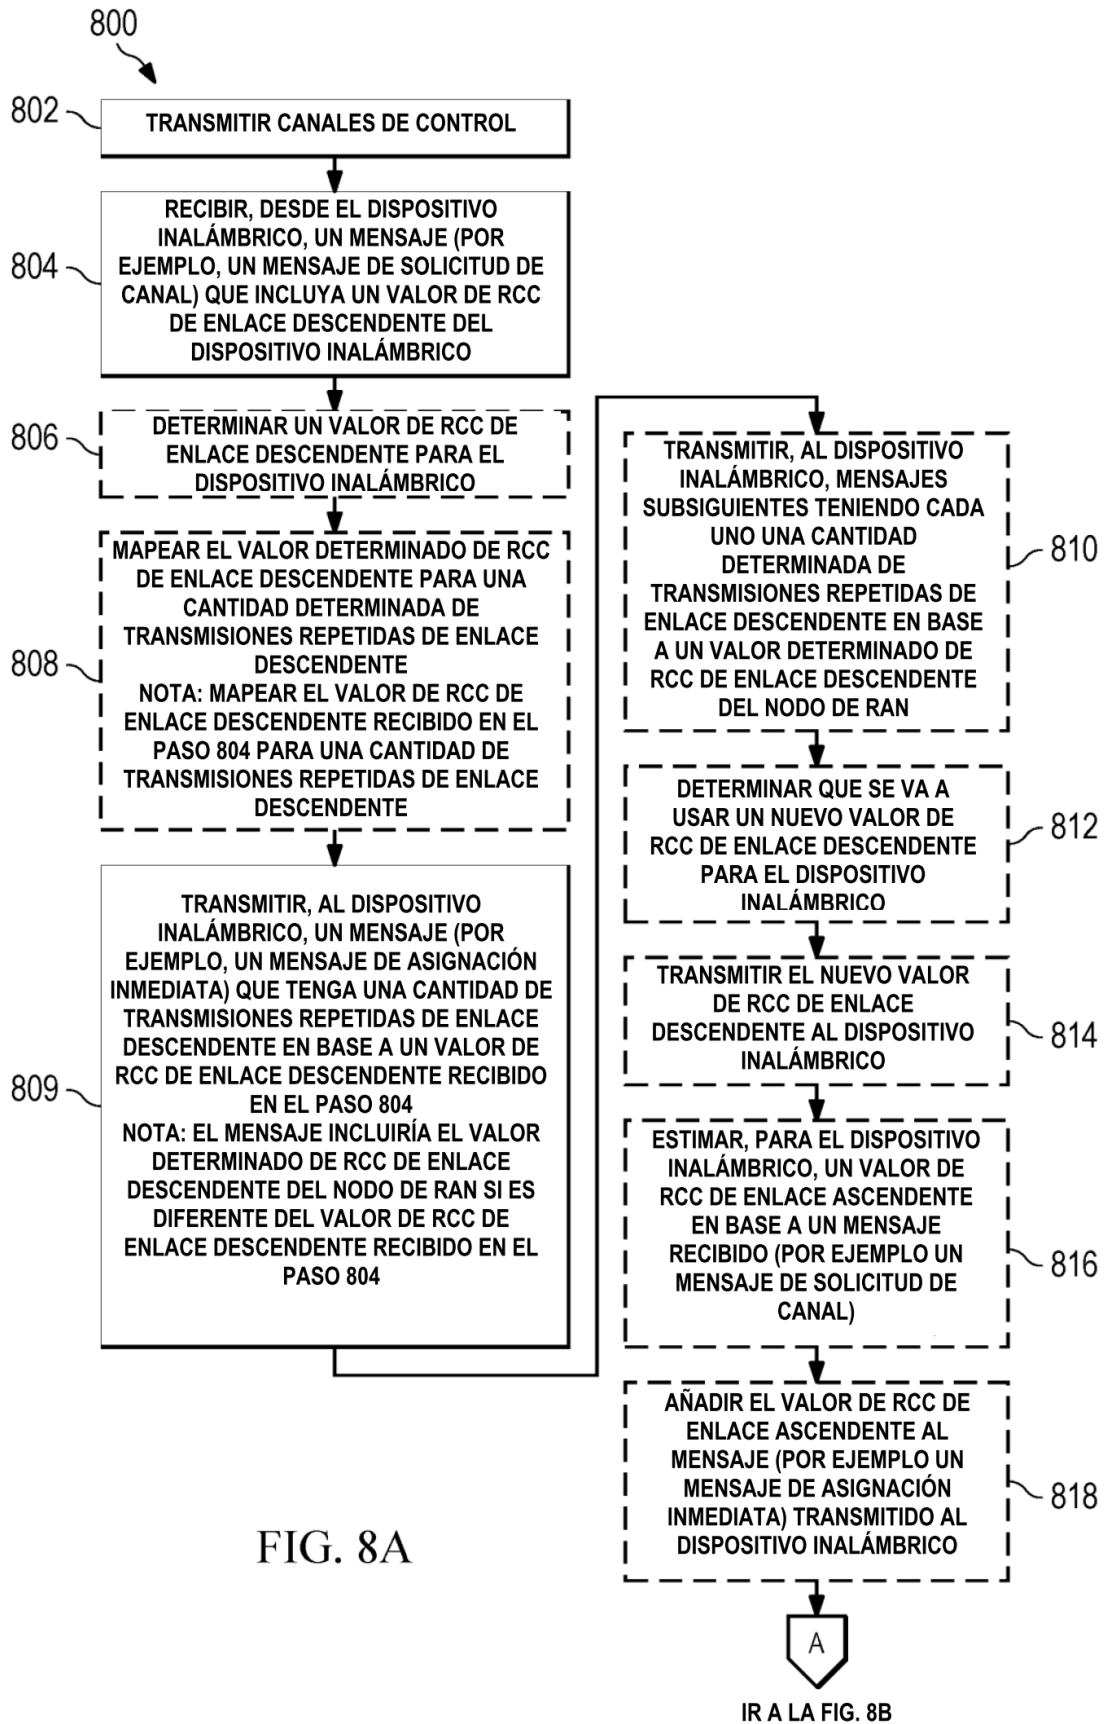 800
802
TRANSMITIR CANALES DE CONTROL
804
RECIBIR, DESDE EL DISPOSITIVO
INALÁMBRICO, UN MENSAJE (POR
EJEMPLO, UN MENSAJE DE SOLICITUD DE
CANAL) QUE INCLUYA UN VALOR DE RCC
DE ENLACE DESCENDENTE DEL
DISPOSITIVO INALÁMBRICO
806
DETERMINAR UN VALOR DE RCC DE
ENLACE DESCENDENTE PARA EL
DISPOSITIVO INALÁMBRICO
808
MAPEAR EL VALOR DETERMINADO DE RCC
DE ENLACE DESCENDENTE PARA UNA
CANTIDAD DETERMINADA DE
TRANSMISIONES REPETIDAS DE ENLACE
DESCENDENTE
NOTA: MAPEAR EL VALOR DE RCC DE
ENLACE DESCENDENTE RECIBIDO EN EL
PASO 804 PARA UNA CANTIDAD DE
TRANSMISIONES REPETIDAS DE ENLACE
DESCENDENTE
809
TRANSMITIR, AL DISPOSITIVO
INALÁMBRICO, UN MENSAJE (POR
EJEMPLO, UN MENSAJE DE ASIGNACIÓN
INMEDIATA) QUE TENGA UNA CANTIDAD DE
TRANSMISIONES REPETIDAS DE ENLACE
DESCENDENTE EN BASE A UN VALOR DE
RCC DE ENLACE DESCENDENTE RECIBIDO
EN EL PASO 804
NOTA: EL MENSAJE INCLUIRÍA EL VALOR
DETERMINADO DE RCC DE ENLACE
DESCENDENTE DEL NODO DE RAN SI ES
DIFERENTE DEL VALOR DE RCC DE
ENLACE DESCENDENTE RECIBIDO EN EL
PASO 804
TRANSMITIR, AL DISPOSITIVO
INALÁMBRICO, MENSAJES
SUBSIGUIENTES TENIENDO CADA
UNO UNA CANTIDAD
DETERMINADA DE
TRANSMISIONES REPETIDAS DE
ENLACE DESCENDENTE EN BASE
A UN VALOR DETERMINADO DE
RCC DE ENLACE DESCENDENTE
DEL NODO DE RAN
810
DETERMINAR QUE SE VA A
USAR UN NUEVO VALOR DE
RCC DE ENLACE DESCENDENTE
PARA EL DISPOSITIVO
INALÁMBRICO
812
TRANSMITIR EL NUEVO VALOR
DE RCC DE ENLACE
DESCENDENTE AL DISPOSITIVO
INALÁMBRICO
814
ESTIMAR, PARA EL DISPOSITIVO
INALÁMBRICO, UN VALOR DE
RCC DE ENLACE ASCENDENTE
EN BASE A UN MENSAJE
RECIBIDO (POR EJEMPLO UN
MENSAJE DE SOLICITUD DE
CANAL)
816
AÑADIR EL VALOR DE RCC DE
ENLACE ASCENDENTE AL
MENSAJE (POR EJEMPLO UN
MENSAJE DE ASIGNACIÓN
INMEDIATA) TRANSMITIDO AL
DISPOSITIVO INALÁMBRICO
818
A
IR A LA FIG. 8B
FIG. 8A